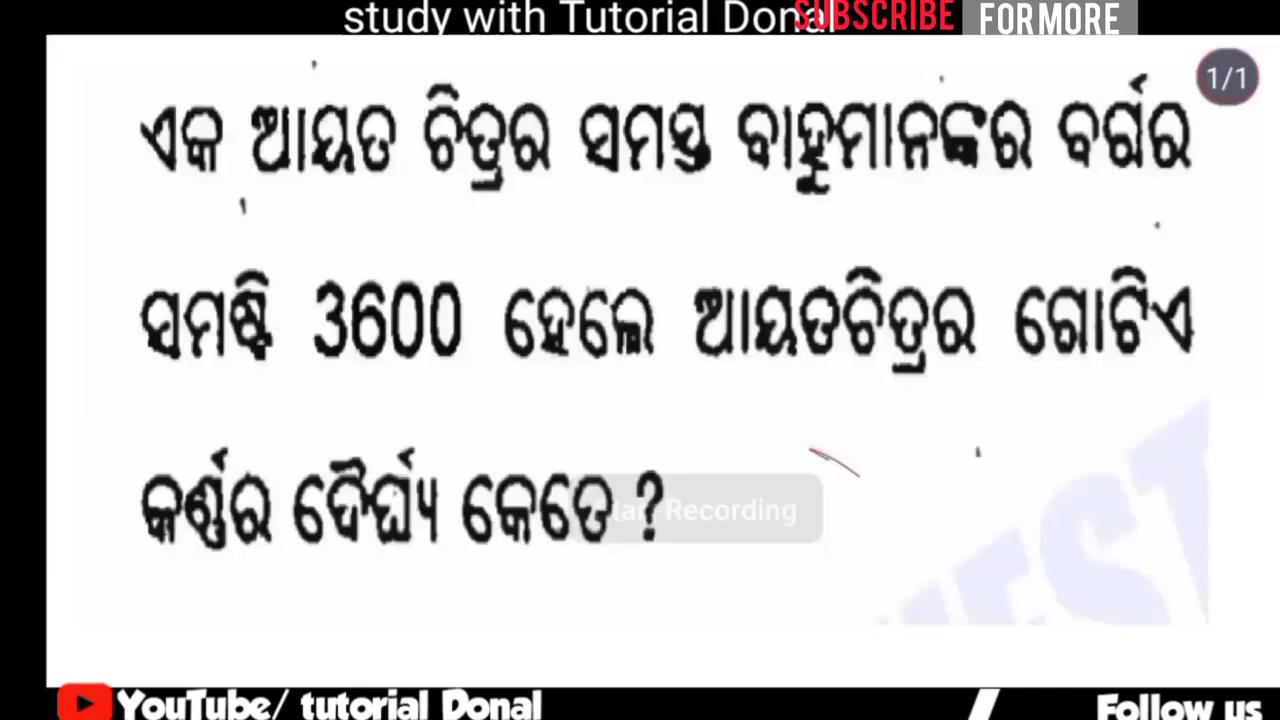 study with Tutorial Donal SUBSCRIBE FOR MORE
1/1
ଏକ ଆୟତ ଚିତ୍ରର ସମସ୍ତ ବାହୁମାନଙ୍କର ବର୍ଗର
ସମଷ୍ଟି 3600 ହେଲେ ଆୟତଚିତ୍ରର ଗୋଟିଏ
କର୍ଣ୍ଣର ଦୈର୍ଘ୍ୟ କେତେ ?
Recording
YouTube/ tutorial Donal Follow us